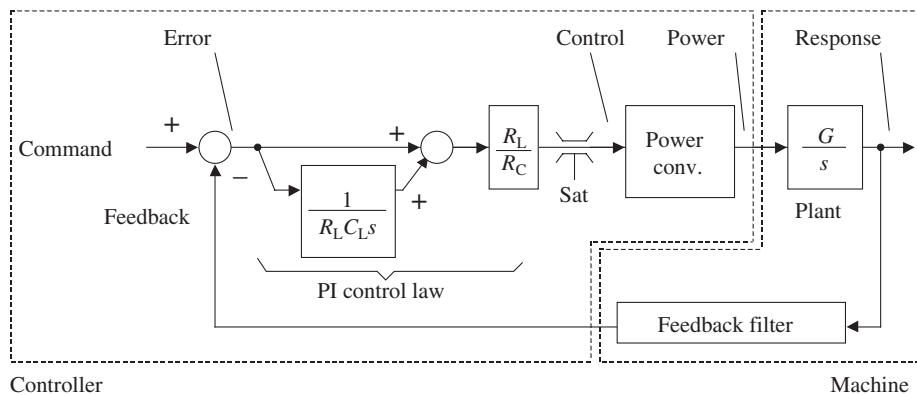 Error
Control
Power
Response
+
+
Command
−
R_L
R_C
Power
conv.
G
s
Sat
Plant
+
Feedback
1
R_L C_L s
PI control law
Feedback filter
Controller
Machine